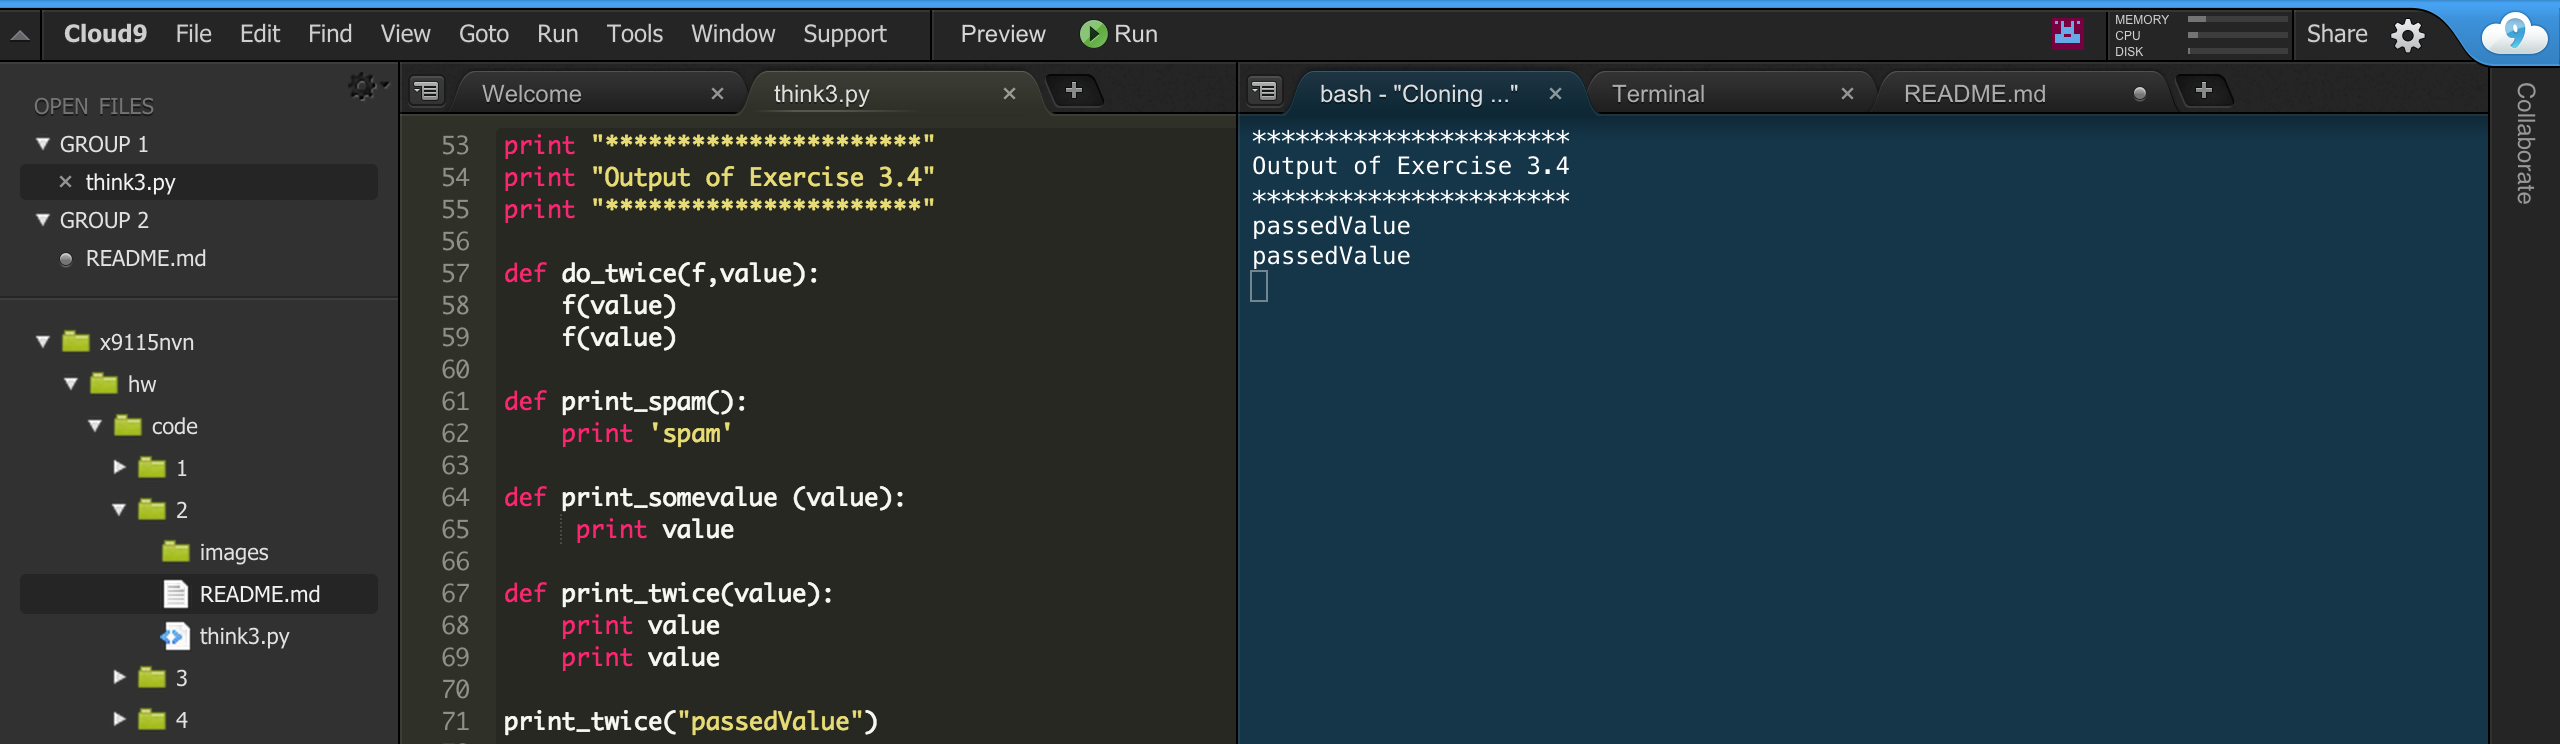 Cloud9 File Edit Find View Goto Run Tools Window Support Preview Run MEMORY CPU DISK Share 9
OPEN FILES
GROUP 1
think3.py
GROUP 2
README.md
x9115nvn
hw
code
1
2
images
README.md
think3.py
3
4
Welcome think3.py
53 print "**********************"
54 print "Output of Exercise 3.4"
55 print "**********************"
56
57 def do_twice(f,value):
58     f(value)
59     f(value)
60
61 def print_spam():
62     print 'spam'
63
64 def print_somevalue (value):
65      print value
66
67 def print_twice(value):
68     print value
69     print value
70
71 print_twice("passedValue")
bash - "Cloning ..." Terminal README.md
**********************
Output of Exercise 3.4
**********************
passedValue
passedValue
Collaborate